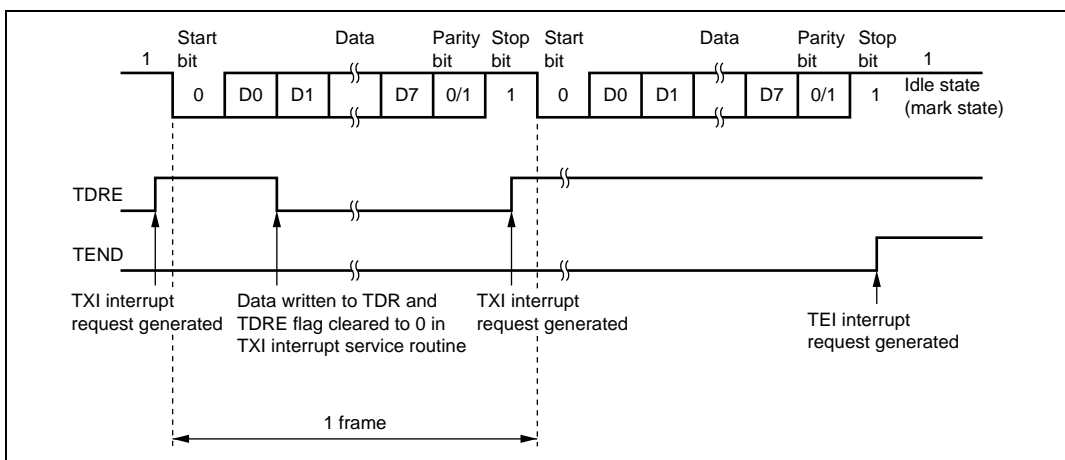 Start Data Parity Stop Start Data Parity Stop
1 bit bit bit bit bit bit 1
0 D0 D1 D7 0/1 1 0 D0 D1 D7 0/1 1 Idle state
(mark state)
TDRE
TEND
TXI interrupt Data written to TDR and TXI interrupt
request generated TDRE flag cleared to 0 in request generated
TXI interrupt service routine
TEI interrupt
request generated
1 frame